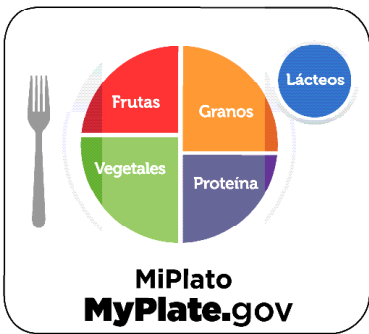 Lácteos
Frutas
Granos
Vegetales
Proteína
MiPlato
MyPlate.gov